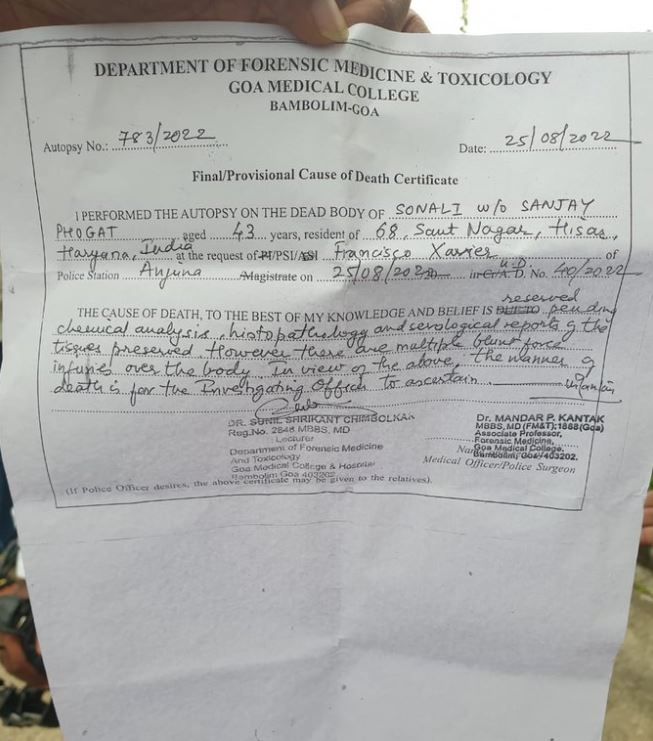 DEPARTMENT OF FORENSIC MEDICINE & TOXICOLOGY
GOA MEDICAL COLLEGE
BAMBOLIM-GOA
Autopsy No.: 783/2022 Date: 25/08/2022
Final/Provisional Cause of Death Certificate
I PERFORMED THE AUTOPSY ON THE DEAD BODY OF SONALI W/O SANJAY
PHOGAT aged 43 years, resident of 68, Sant Nagar, Hisar,
Haryana, India at the request of PI/PSI/ASI Francisco Xavier of
Police Station Anjuna Magistrate on 25/08/2022 in Cr./U.D. No. 40/2022
reserved
THE CAUSE OF DEATH, TO THE BEST OF MY KNOWLEDGE AND BELIEF IS DUE TO pending
chemical analysis, histopathology and serological reports of the
tissues preserved. However there are multiple blunt force
injuries over the body. In view of the above, the manner of
death is for the Investigating Officer to ascertain
DR. SUNIL SHRIKANT CHIMBOLKAR
Reg.No. 2848 MBBS, MD
Lecturer
Department of Forensic Medicine
And Toxicology
Goa Medical College & Hospital
Bambolim Goa 403202
Dr. MANDAR P. KANTAK
MBBS, MD (FM&T);1868(Goa)
Associate Professor,
Forensic Medicine,
Goa Medical College,
Bambolim, Goa-403202.
Medical Officer/Police Surgeon
(If Police Officer desires, the above certificate may be given to the relatives).